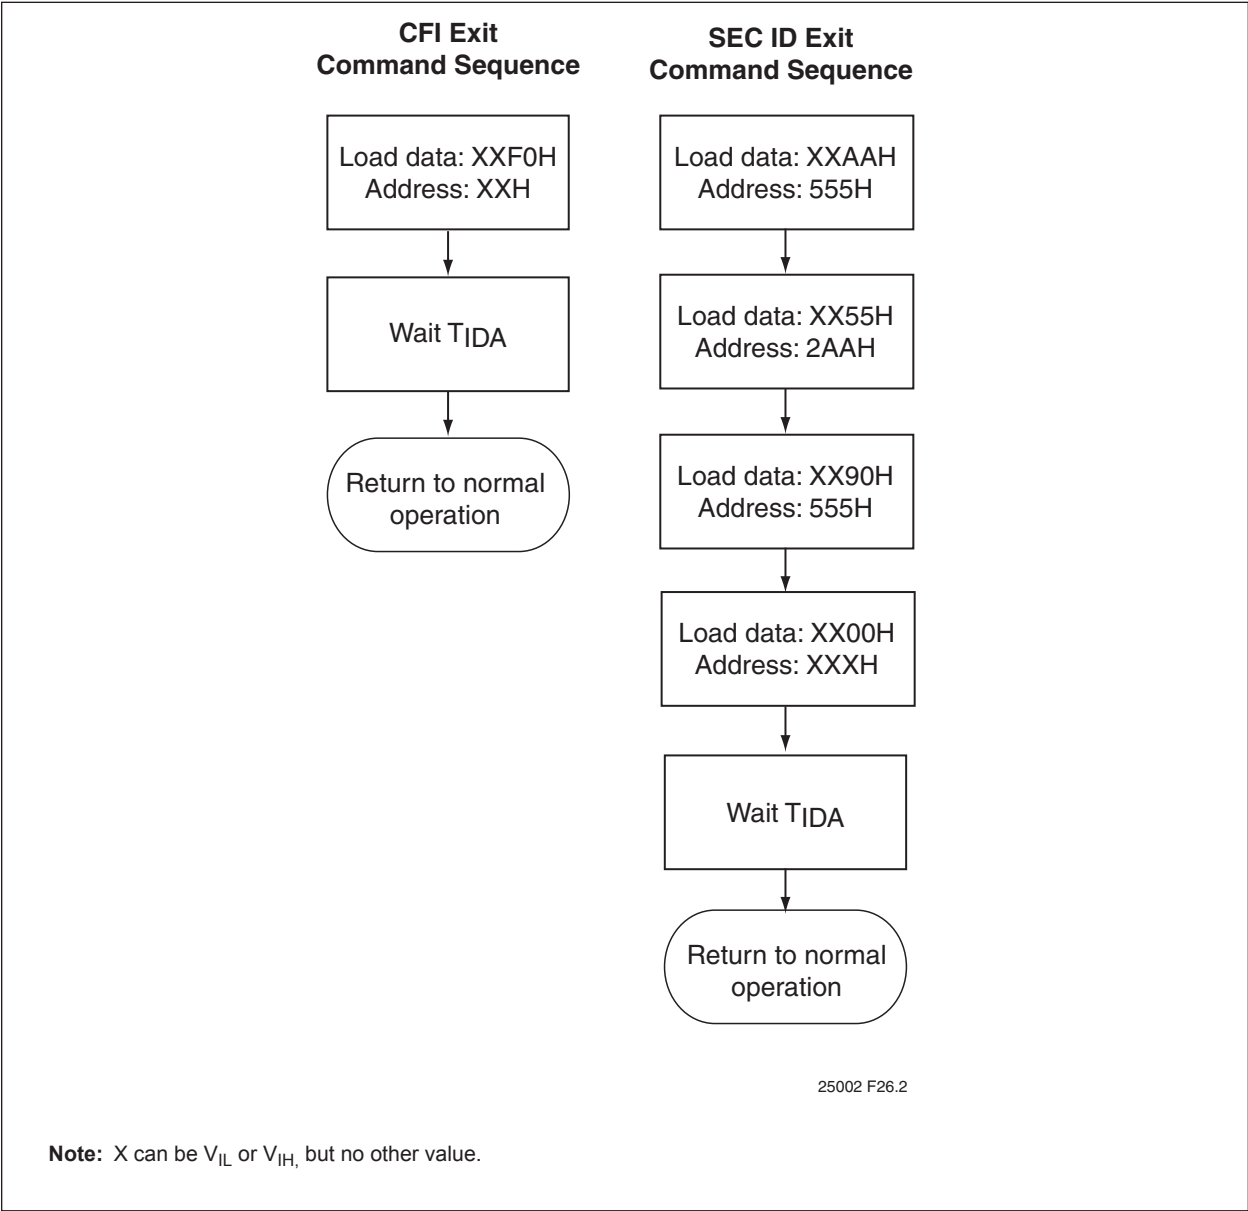 CFI Exit
Command Sequence
Load data: XXF0H
Address: XXH
Wait TIDA
Return to normal
operation
SEC ID Exit
Command Sequence
Load data: XXAAH
Address: 555H
Load data: XX55H
Address: 2AAH
Load data: XX90H
Address: 555H
Load data: XX00H
Address: XXXH
Wait TIDA
Return to normal
operation
25002 F26.2
Note: X can be VIL or VIH, but no other value.